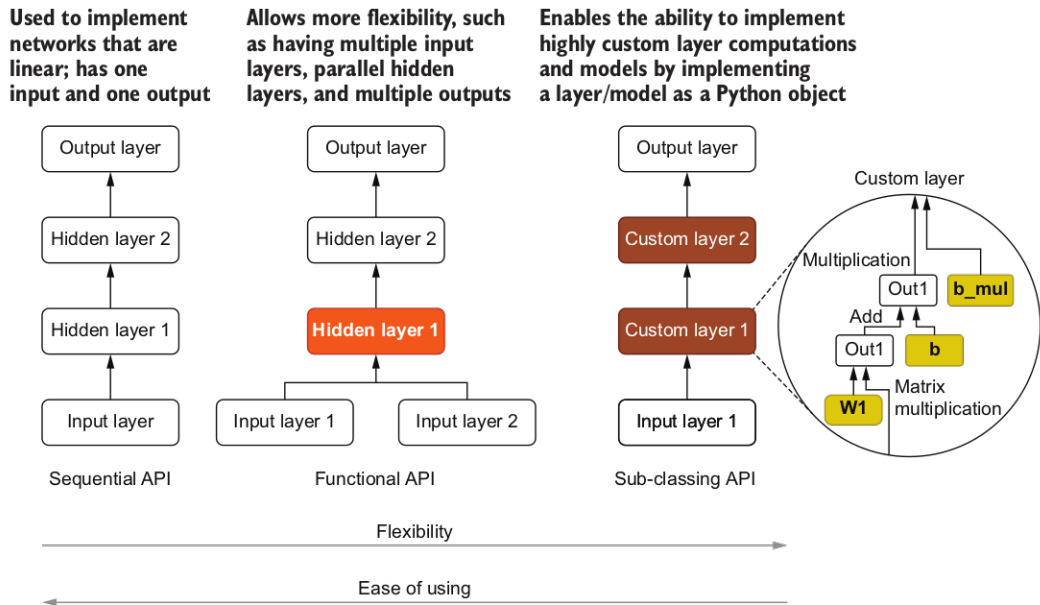 Used to implement
networks that are
linear; has one
input and one output
Allows more flexibility, such
as having multiple input
layers, parallel hidden
layers, and multiple outputs
Enables the ability to implement
highly custom layer computations
and models by implementing
a layer/model as a Python object
Output layer
Hidden layer 2
Hidden layer 1
Input layer
Sequential API
Output layer
Hidden layer 2
Hidden layer 1
Input layer 1
Input layer 2
Functional API
Output layer
Custom layer 2
Custom layer 1
Input layer 1
Sub-classing API
Custom layer
Multiplication
Out1
b_mul
Add
Out1
b
W1
Matrix
multiplication
Flexibility
Ease of using